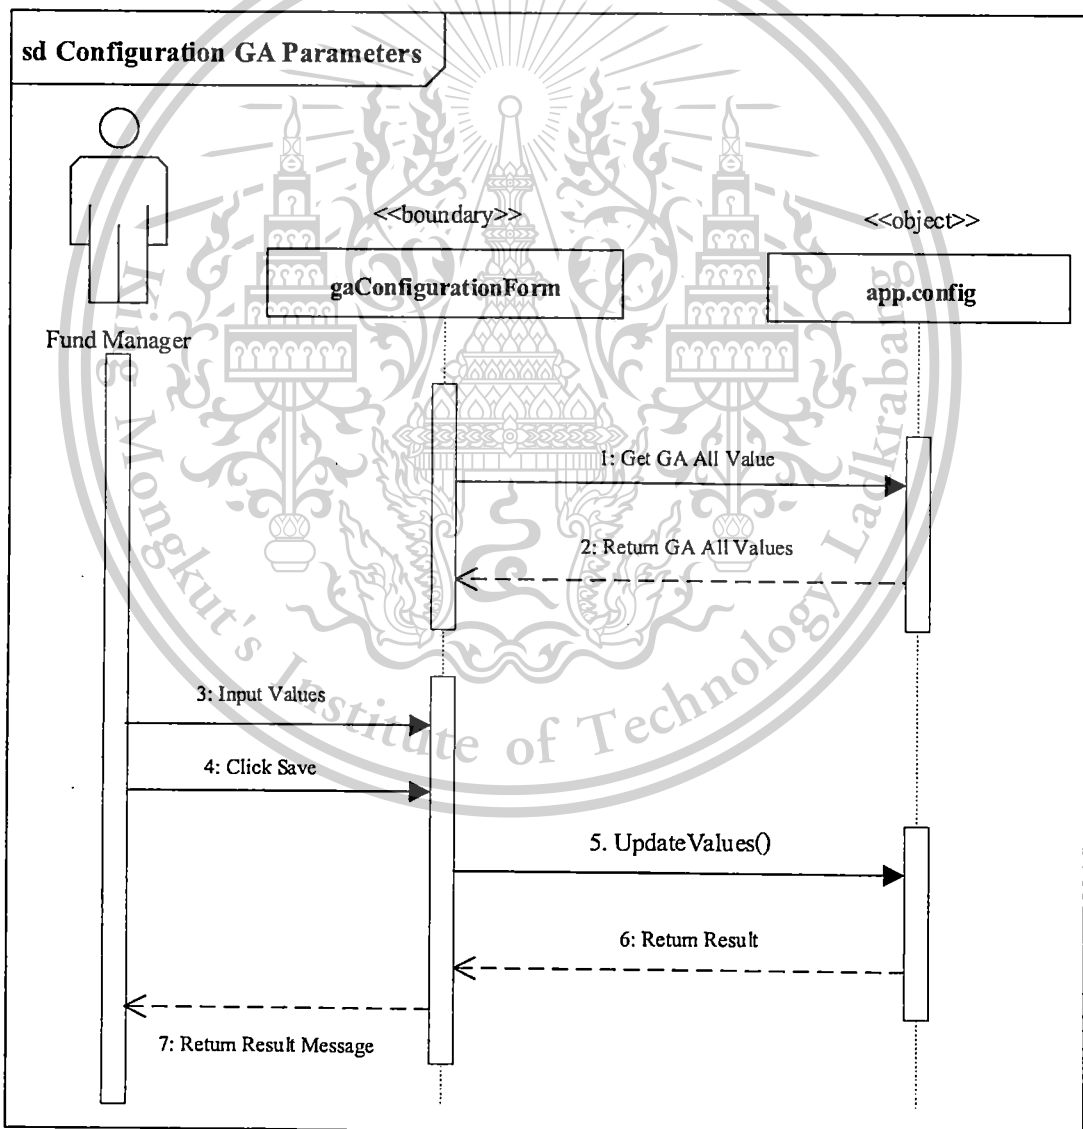 sd Configuration GA Parameters
<<boundary>>
<<object>>
gaConfigurationForm
app.config
Fund Manager
1: Get GA All Value
2: Return GA All Values
3: Input Values
4: Click Save
5. UpdateValues()
6: Return Result
7: Return Result Message
King Mongkut's Institute of Technology Ladkrabang